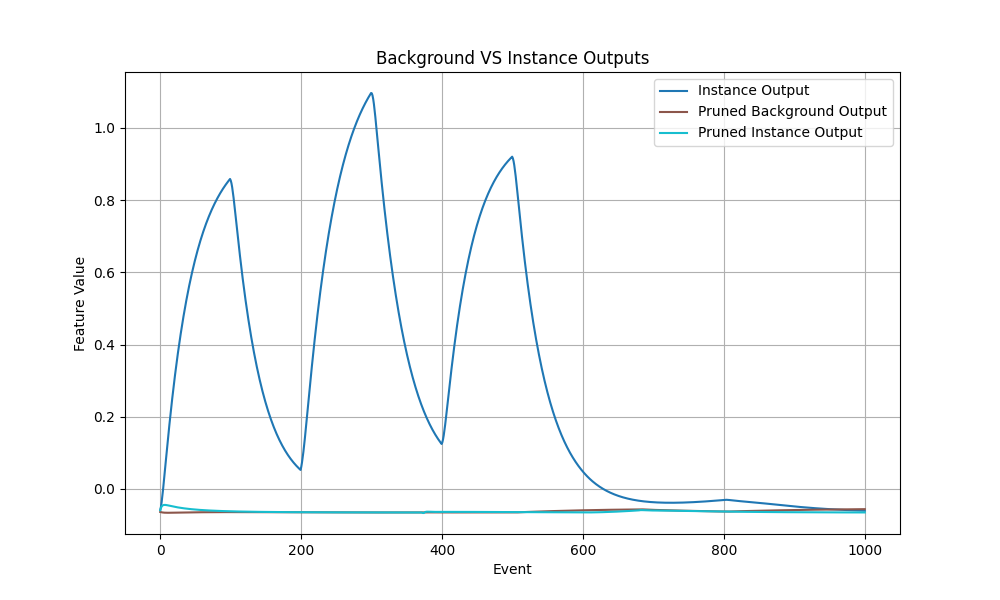 Background VS Instance Outputs
Instance Output
Pruned Background Output
Pruned Instance Output
1.0
0.8
0.6
0.4
0.2
0.0
Feature Value
0 200 400 600 800 1000
Event